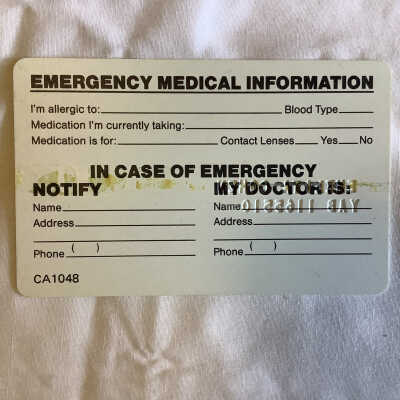 EMERGENCY MEDICAL INFORMATION
I'm allergic to: Blood Type
Medication I'm currently taking:
Medication is for: Contact Lenses Yes No
IN CASE OF EMERGENCY
NOTIFY MY DOCTOR IS:
Name Name
Address Address
( ) ( )
Phone Phone
CA1048